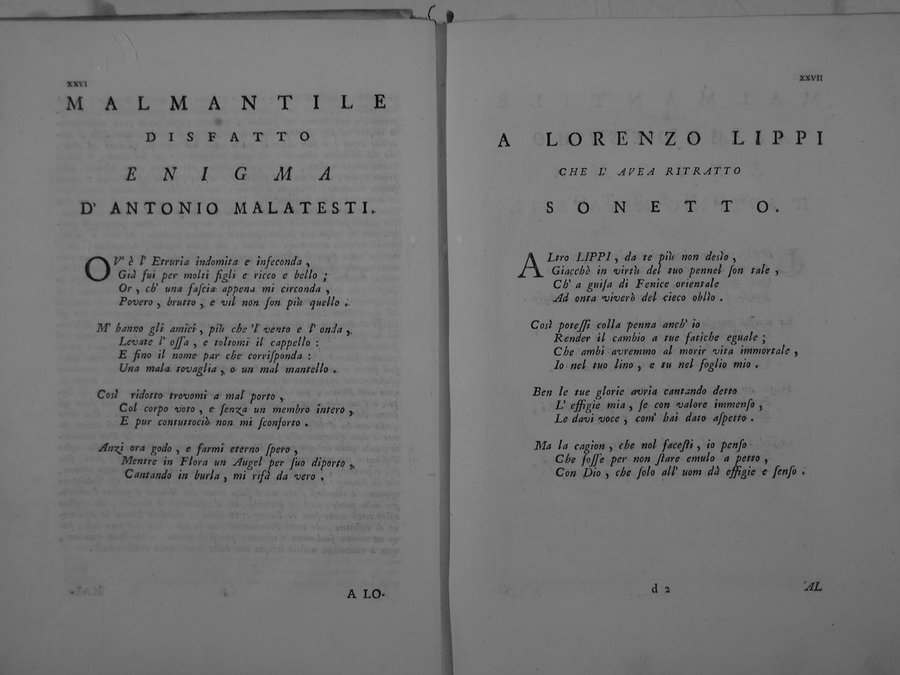 XXVI
MALMANTILE
DISFATTO
ENIGMA
D' ANTONIO MALATESTI.
OV' è l' Etruria indomita e infeconda ,
Già fui per molti figli e ricco e bello ;
Or , ch' una faſcia appena mi circonda ,
Povero , brutto , e vil non ſon più quello .
M' hanno gli amici , più che 'l vento e l' onda ,
Levate l' oſſa , e toltomi il cappello :
E fino il nome par che corriſponda :
Una mala tovaglia , o un mal mantello .
Così ridotto trovomi a mal porto ,
Col corpo voto , e ſenza un membro intero ,
E pur contuttociò non mi ſconforto .
Anzi ora godo , e farmi eterno ſpero ,
Mentre in Flora un Augel per ſuo diporto ,
Cantando in burla , mi rifà da vero .
A LO-
XXVII
A LORENZO LIPPI
CHE L' AVEA RITRATTO
SONETTO.
ALtro LIPPI , da te più non deſio ,
Giacchè in virtù del tuo pennel ſon tale ,
Ch' a guiſa di Fenice orientale
Ad onta viverò del cieco oblio .
Così poteſſi colla penna anch' io
Render il cambio a tue fatiche eguale ;
Che ambi avremmo al morir vita immortale ,
Io nel tuo lino , e tu nel foglio mio .
Ben le tue glorie avria cantando detto
L' effigie mia , ſe con valore immenſo ,
Le davi voce , com' hai dato aſpetto .
Ma la cagion , che nol faceſti , io penſo
Che foſſe per non ſtare emulo a petto ,
Con Dio , che ſolo all' uom dà effigie e ſenſo .
d 2
AL